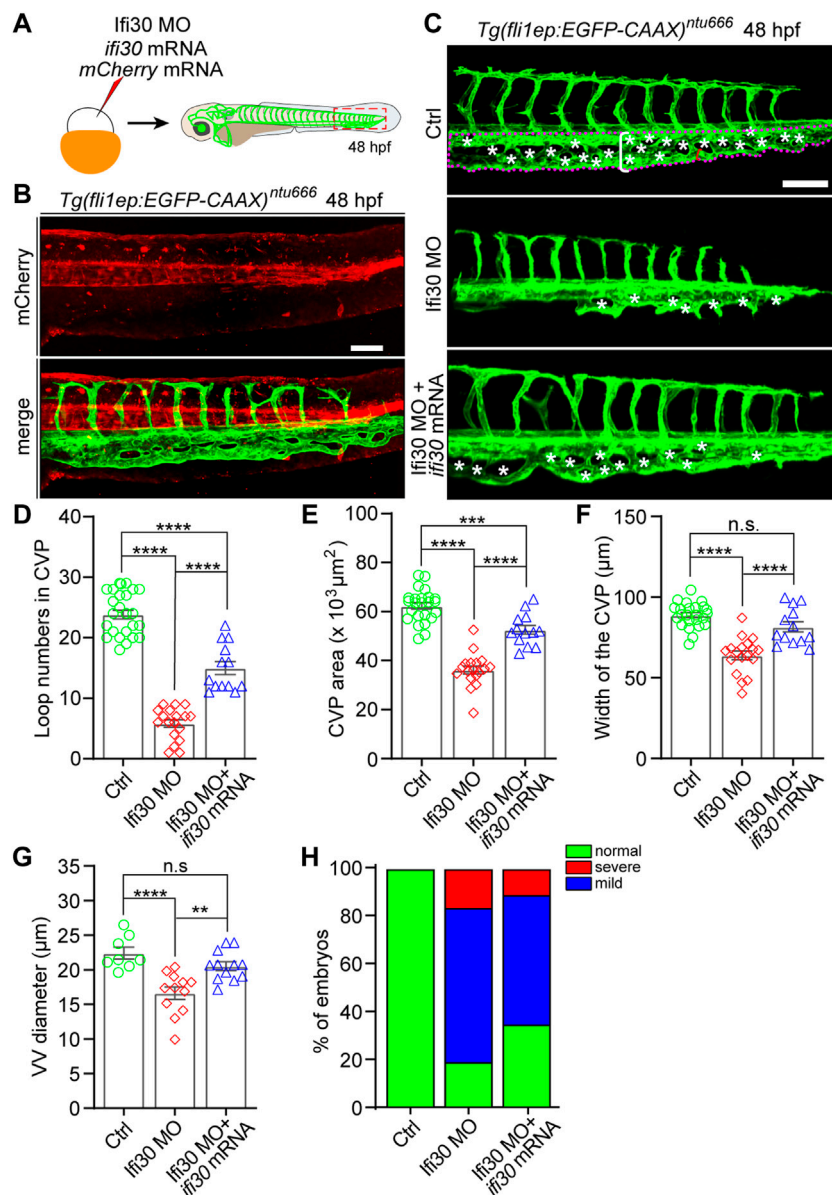 A
Ifi30 MO
ifi30 mRNA
mCherry mRNA
48 hpf
B
Tg(fli1ep:EGFP-CAAX)ntu666 48 hpf
mCherry
merge
C
Tg(fli1ep:EGFP-CAAX)ntu666 48 hpf
Ctrl
Ifi30 MO
Ifi30 MO +
ifi30 mRNA
D
Loop numbers in CVP
40
30
20
10
0
****
****
****
Ctrl
Ifi30 MO
Ifi30 MO+
ifi30 mRNA
E
CVP area (x 10³μm²)
100
80
60
40
20
0
***
****
****
Ctrl
Ifi30 MO
Ifi30 MO+
ifi30 mRNA
F
Width of the CVP (μm)
150
100
50
0
n.s.
****
****
Ctrl
Ifi30 MO
Ifi30 MO+
ifi30 mRNA
G
VV diameter (μm)
35
30
25
20
15
10
5
0
n.s
****
**
Ctrl
Ifi30 MO
Ifi30 MO+
ifi30 mRNA
H
normal
severe
mild
% of embryos
100
80
60
40
20
0
Ctrl
Ifi30 MO
Ifi30 MO+
ifi30 mRNA